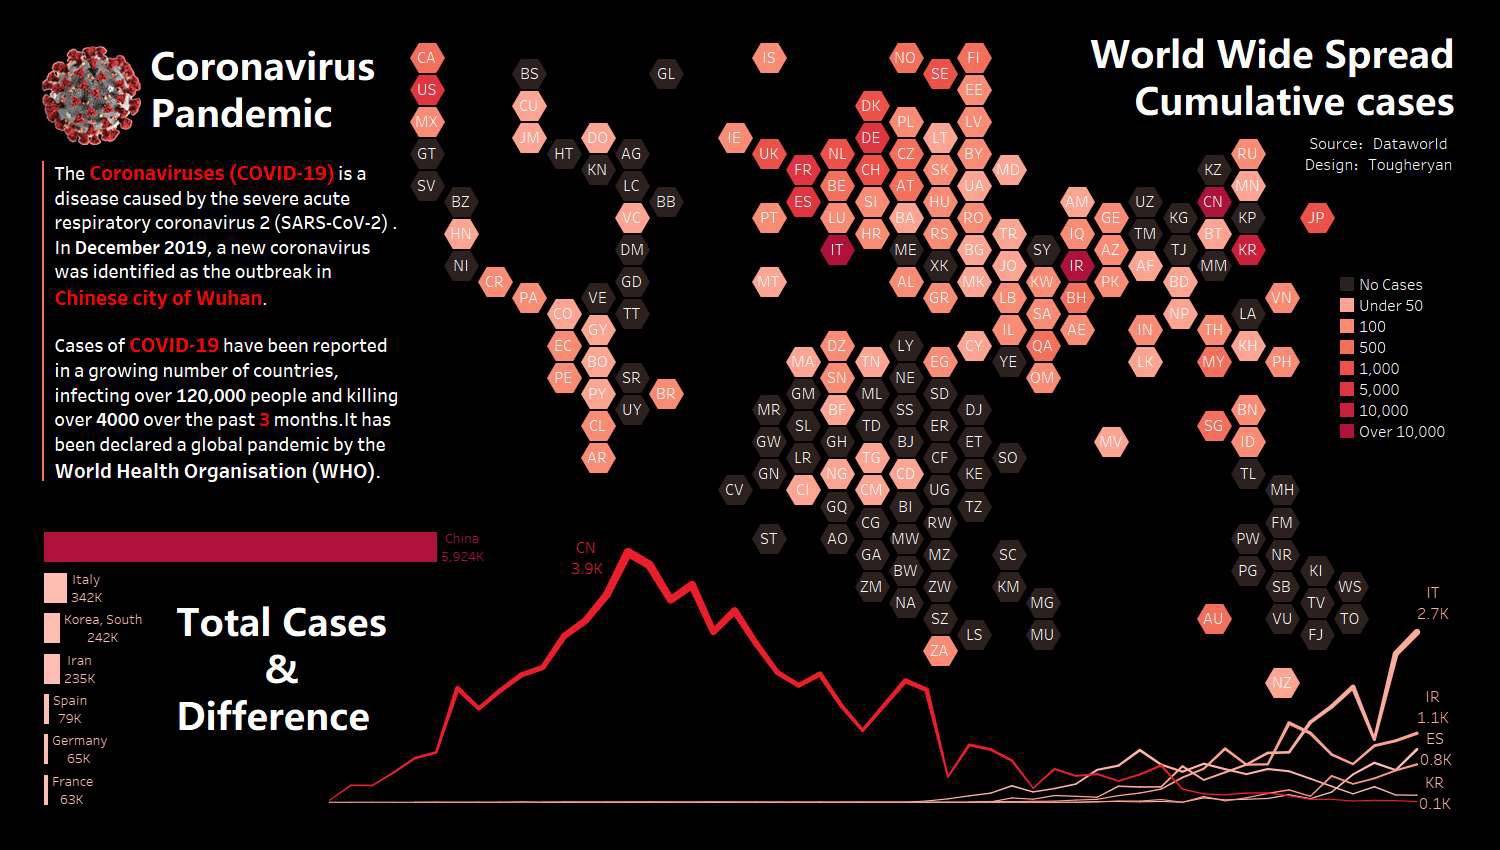 Coronavirus
Pandemic
The Coronaviruses (COVID-19) is a
disease caused by the severe acute
respiratory coronavirus 2 (SARS-CoV-2) .
In December 2019, a new coronavirus
was identified as the outbreak in
Chinese city of Wuhan.
Cases of COVID-19 have been reported
in a growing number of countries,
infecting over 120,000 people and killing
over 4000 over the past 3 months.It has
been declared a global pandemic by the
World Health Organisation (WHO).
World Wide Spread
Cumulative cases
Source: Dataworld
Design: Tougheryan
CA IS NO FI
BS GL SE
US EE
CU DK
MX PL LV
JM DO IE DE LT
GT HT AG UK NL CZ BY RU
KN FR CH SK MD KZ
SV LC BE AT UA MN
BZ BB ES SI HU AM UZ CN
VC PT LU BA RO GE KG KP JP
HN HR RS TR IQ TM BT
NI DM IT ME BG SY AZ TJ KR
XK JO IR AF MM
CR GD MT AL MK KW PK BD
PA VE GR LB BH VN
CO TT SA NP LA
GY IL AE IN TH
EC DZ LY CY QA KH
BO MA TN EG YE LK MY PH
PE SR SN NE OM
PY BR GM ML SD
UY MR BF SS DJ BN
CL SL TD ER SG
GW GH BJ ET MV ID
AR LR TG CF SO
GN NG CD KE TL
CV CI CM UG MH
GQ BI TZ
CG RW FM
ST AO MW PW
GA MZ SC NR
BW PG KI
ZM ZW KM SB WS
NA MG TV
SZ AU VU TO
LS MU FJ
ZA
NZ
No Cases
Under 50
100
500
1,000
5,000
10,000
Over 10,000
China
5,924K
Italy
342K
Korea, South
242K
Iran
235K
Spain
79K
Germany
65K
France
63K
Total Cases
&
Difference
CN
3.9K
IT
2.7K
IR
1.1K
ES
0.8K
KR
0.1K